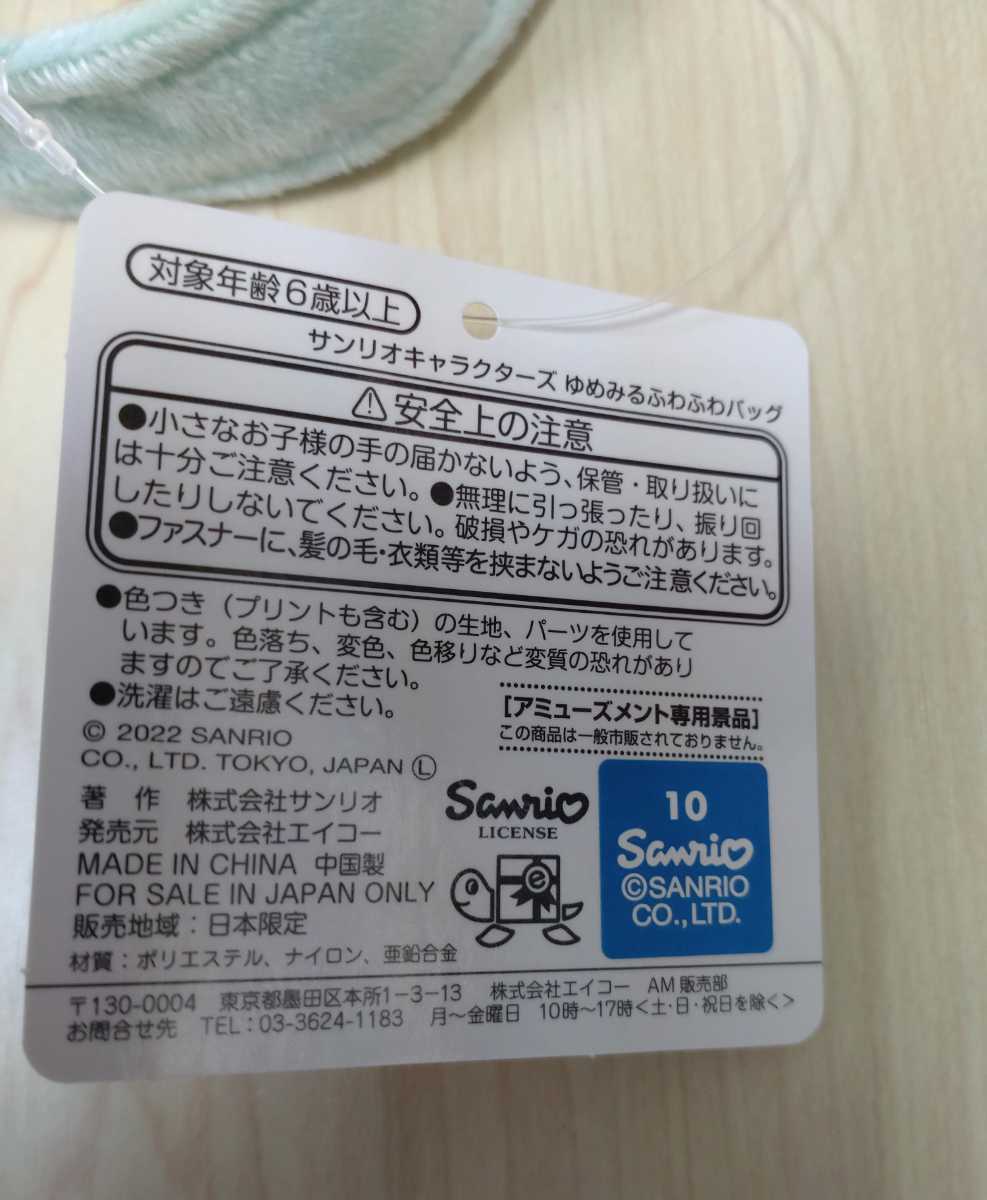 対象年齢6歳以上
サンリオキャラクターズ ゆめみるふわふわバッグ
⚠安全上の注意
●小さなお子様の手の届かないよう、保管・取り扱いに
は十分ご注意ください。●無理に引っ張ったり、振り回
したりしないでください。破損やケガの恐れがあります。
●ファスナーに、髪の毛・衣類等を挟まないようご注意ください。
●色つき（プリントも含む）の生地、パーツを使用して
います。色落ち、変色、色移りなど変質の恐れがあり
ますのでご了承ください。
●洗濯はご遠慮ください。
[アミューズメント専用景品]
この商品は一般市販されておりません。
© 2022 SANRIO
CO., LTD. TOKYO, JAPAN Ⓛ
著 作 株式会社サンリオ
発売元 株式会社エイコー
MADE IN CHINA 中国製
FOR SALE IN JAPAN ONLY
販売地域：日本限定
材質：ポリエステル、ナイロン、亜鉛合金
Sanrio
LICENSE
e
10
Sanrio
©SANRIO
CO.,LTD.
〒130-0004 東京都墨田区本所1-3-13 株式会社エイコー AM販売部
お問合せ先 TEL：03-3624-1183 月～金曜日 10時～17時<土・日・祝日を除く>